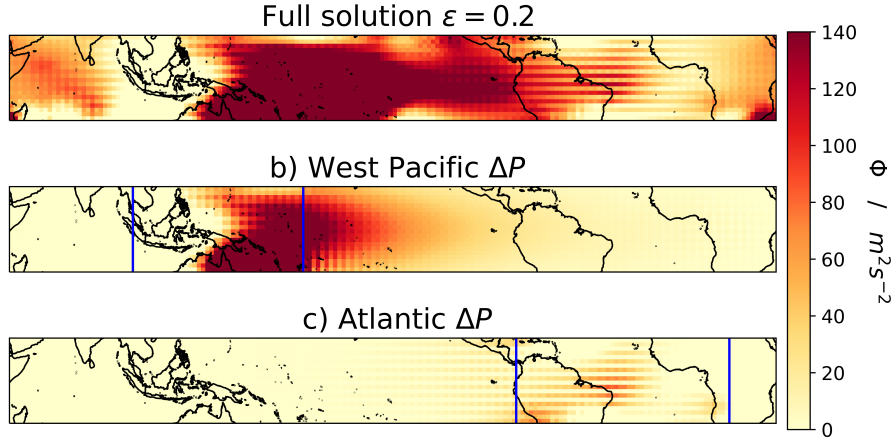 Full solution ε = 0.2
b) West Pacific ΔP
c) Atlantic ΔP
140
120
100
80
60
40
20
0
Φ / m²s⁻²